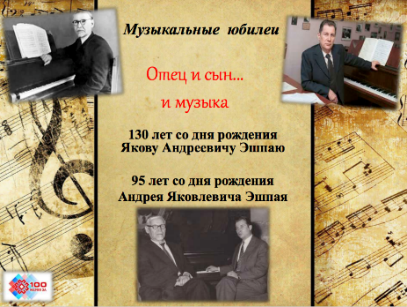 Музыкальные юбилеи
Отец и сын...
и музыка
130 лет со дня рождения
Якову Андреевичу Эшпаю
95 лет со дня рождения
Андрея Яковлевича Эшпая
100